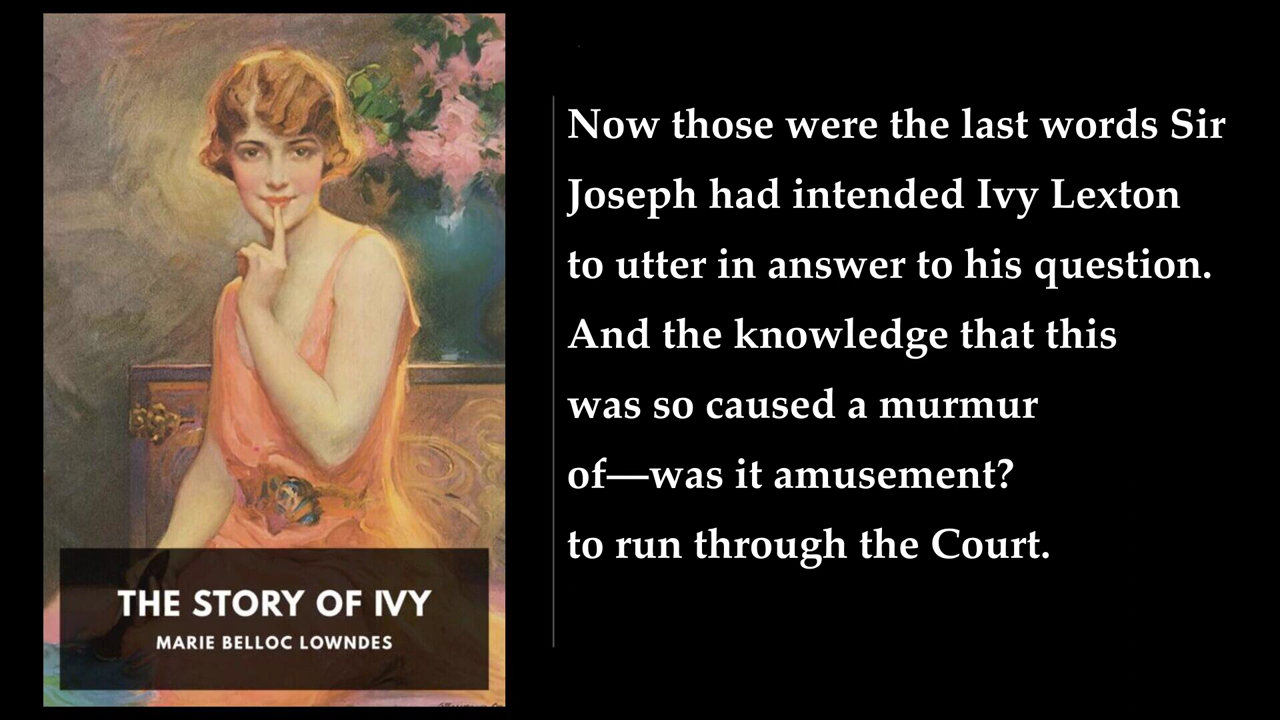 THE STORY OF IVY
MARIE BELLOC LOWNDES
Now those were the last words Sir
Joseph had intended Ivy Lexton
to utter in answer to his question.
And the knowledge that this
was so caused a murmur
of—was it amusement?
to run through the Court.